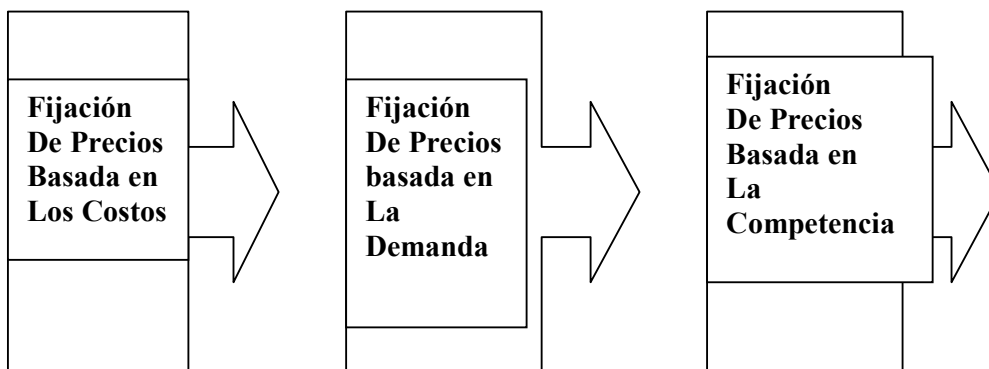 Fijación
De Precios
Basada en
Los Costos
Fijación
De Precios
basada en
La
Demanda
Fijación
De Precios
Basada en
La
Competencia